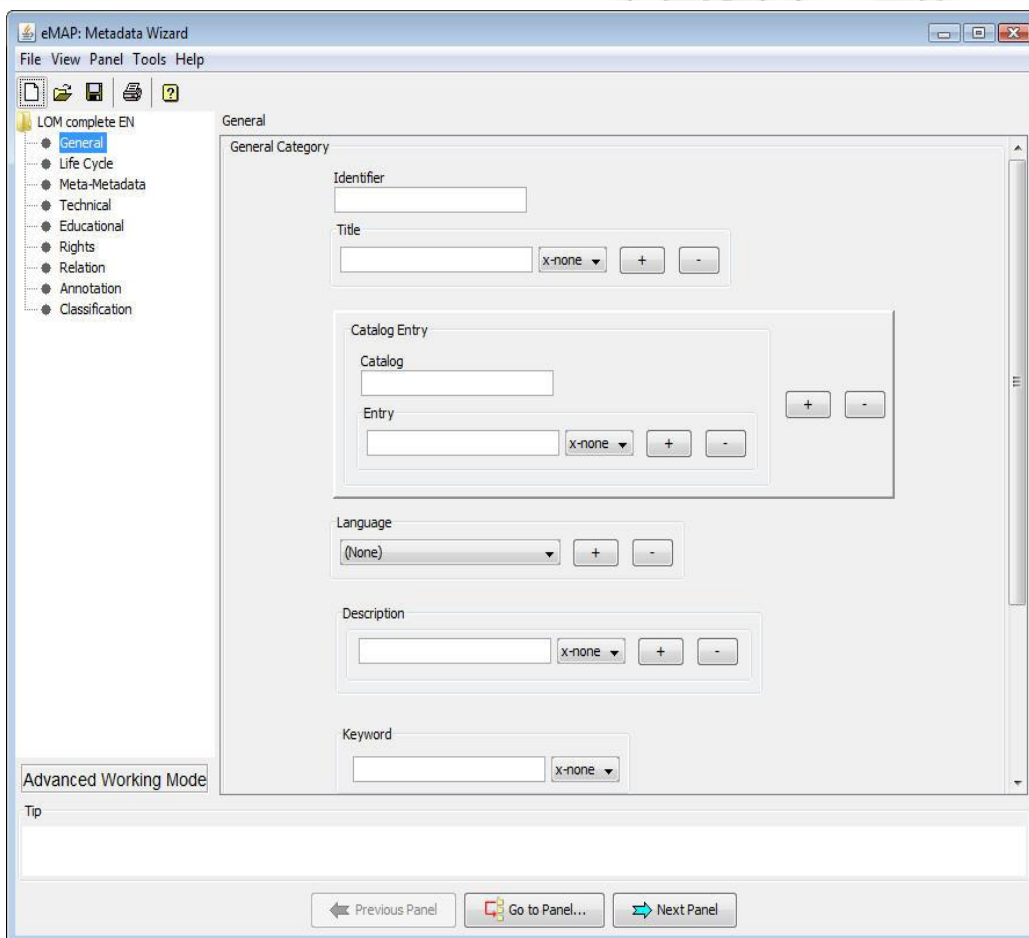 eMAP: Metadata Wizard
File View Panel Tools Help
LOM complete EN
General
Life Cycle
Meta-Metadata
Technical
Educational
Rights
Relation
Annotation
Classification
Advanced Working Mode
General
General Category
Identifier
Title
x-none + -
Catalog Entry
Catalog
Entry
x-none + -
+ -
Language
(None) + -
Description
x-none + -
Keyword
x-none
Tip
Previous Panel Go to Panel... Next Panel